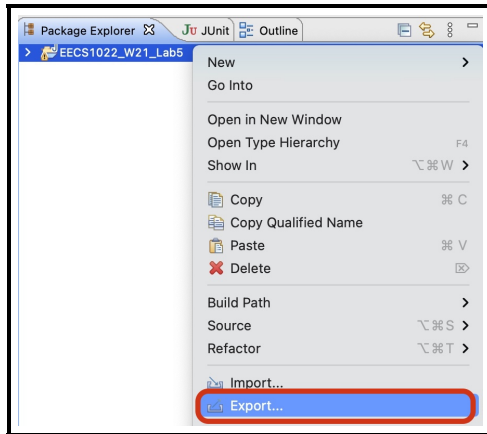 Package Explorer JU JUnit Outline
EECS1022_W21_Lab5
New
Go Into
Open in New Window
Open Type Hierarchy F4
Show In ⌥⌘W
Copy ⌘C
Copy Qualified Name
Paste ⌘V
Delete ⌦
Build Path
Source ⌥⌘S
Refactor ⌥⌘T
Import...
Export...